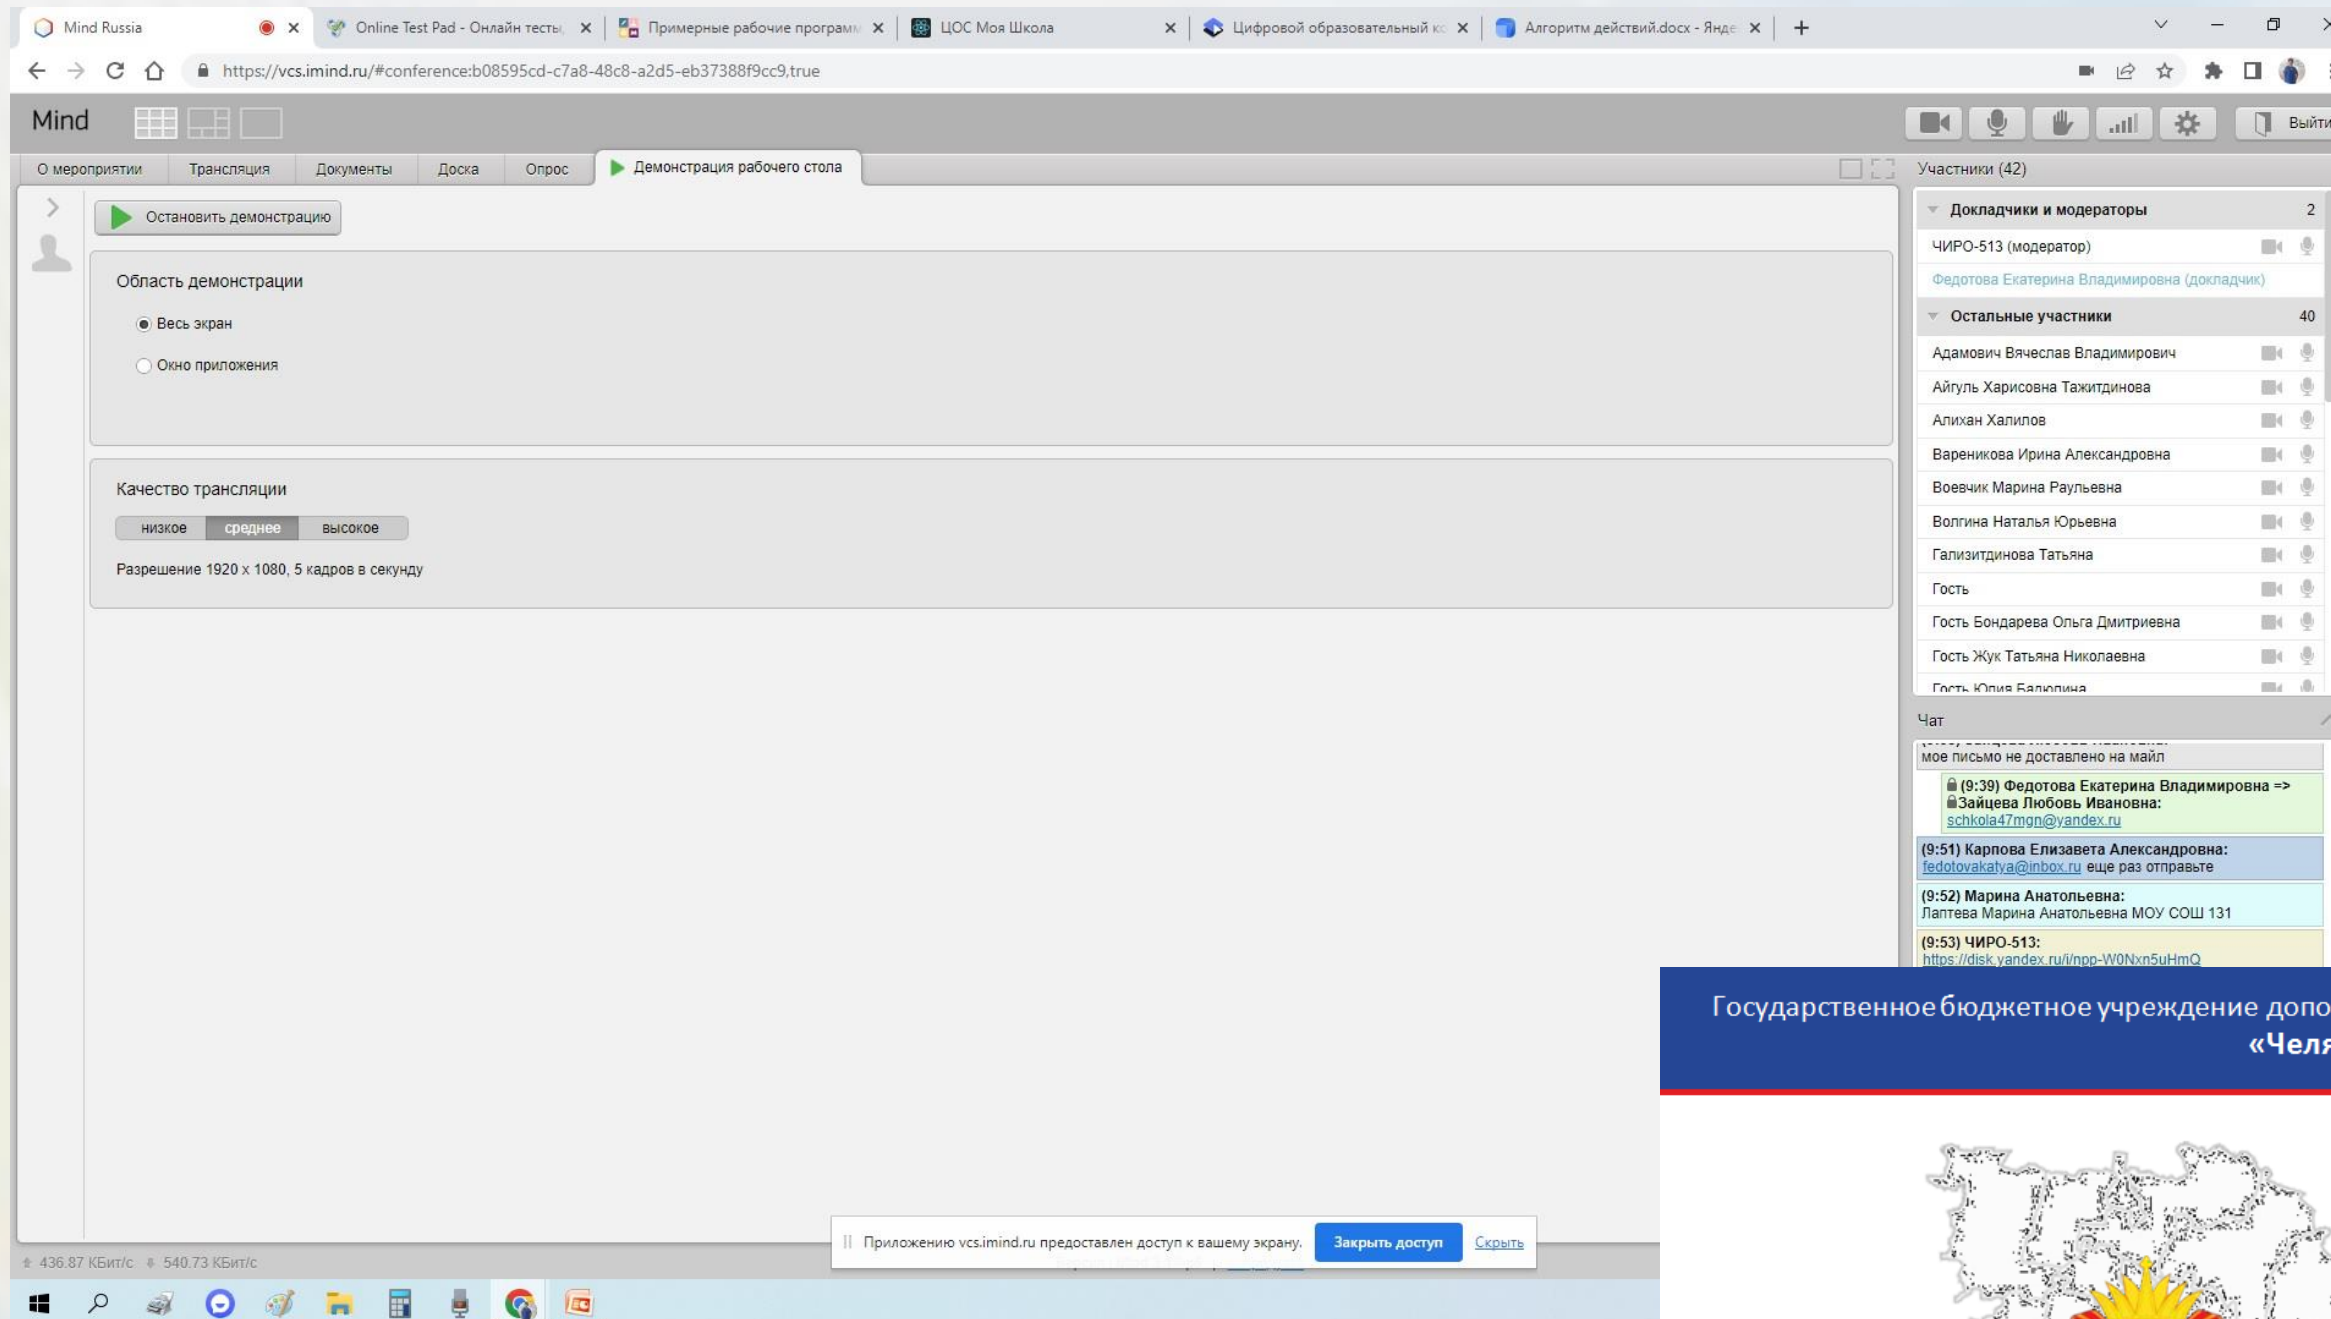 Mind Russia
Online Test Pad - Онлайн тесты,
Примерные рабочие программ
ЦОС Моя Школа
Цифровой образовательный ко
Алгоритм действий.docx - Янде
https://vcs.imind.ru/#conference:b08595cd-c7a8-48c8-a2d5-eb37388f9cc9,true
Mind
Выйти
О мероприятии
Трансляция
Документы
Доска
Опрос
Демонстрация рабочего стола
Остановить демонстрацию
Область демонстрации
Весь экран
Окно приложения
Качество трансляции
низкое
среднее
высокое
Разрешение 1920 x 1080, 5 кадров в секунду
Участники (42)
Докладчики и модераторы 2
ЧИРО-513 (модератор)
Федотова Екатерина Владимировна (докладчик)
Остальные участники 40
Адамович Вячеслав Владимирович
Айгуль Харисовна Тажитдинова
Алихан Халилов
Вареникова Ирина Александровна
Воевчик Марина Раульевна
Волгина Наталья Юрьевна
Гализитдинова Татьяна
Гость
Гость Бондарева Ольга Дмитриевна
Гость Жук Татьяна Николаевна
Гость Юлия Балюлина
Чат
мое письмо не доставлено на майл
(9:39) Федотова Екатерина Владимировна =>
Зайцева Любовь Ивановна:
schkola47mgn@yandex.ru
(9:51) Карпова Елизавета Александровна:
fedotovakatya@inbox.ru еще раз отправьте
(9:52) Марина Анатольевна:
Лаптева Марина Анатольевна МОУ СОШ 131
(9:53) ЧИРО-513:
https://disk.yandex.ru/i/npp-W0Nxn5uHmQ
Государственное бюджетное учреждение допо
«Челя
Приложению vcs.imind.ru предоставлен доступ к вашему экрану.
Закрыть доступ
Скрыть
436.87 КБит/с 540.73 КБит/с